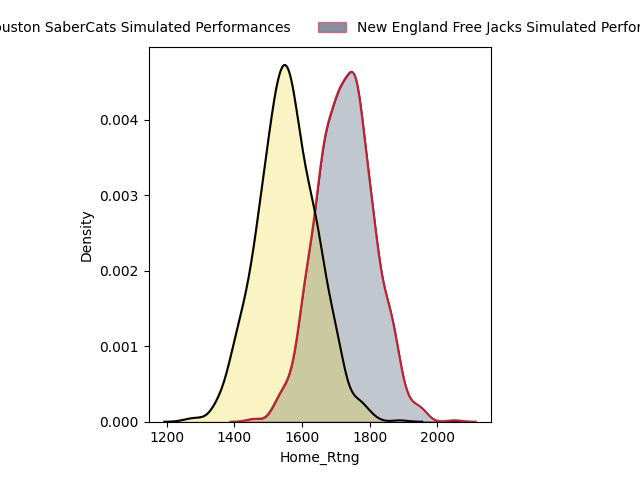 uston SaberCats Simulated Performances New England Free Jacks Simulated Perfor
0.004
0.003
0.002
0.001
0.000
Density
1200 1400 1600 1800 2000
Home_Rtng